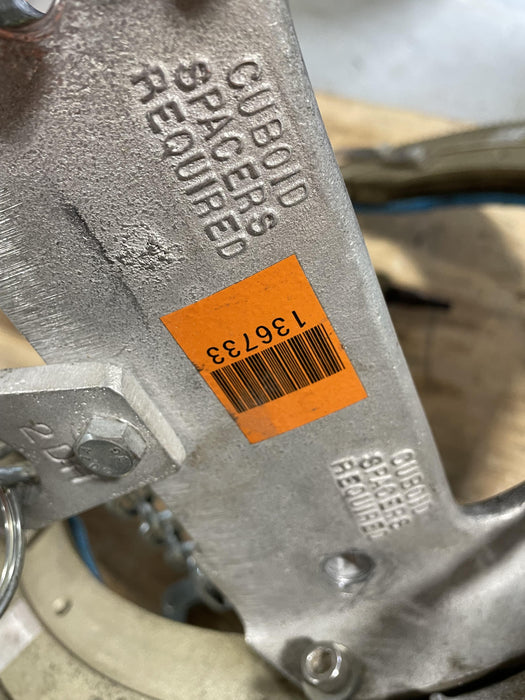 CUBOID
SPACERS
REQUIRED
136733
CUBOID
SPACERS
REQUIRED